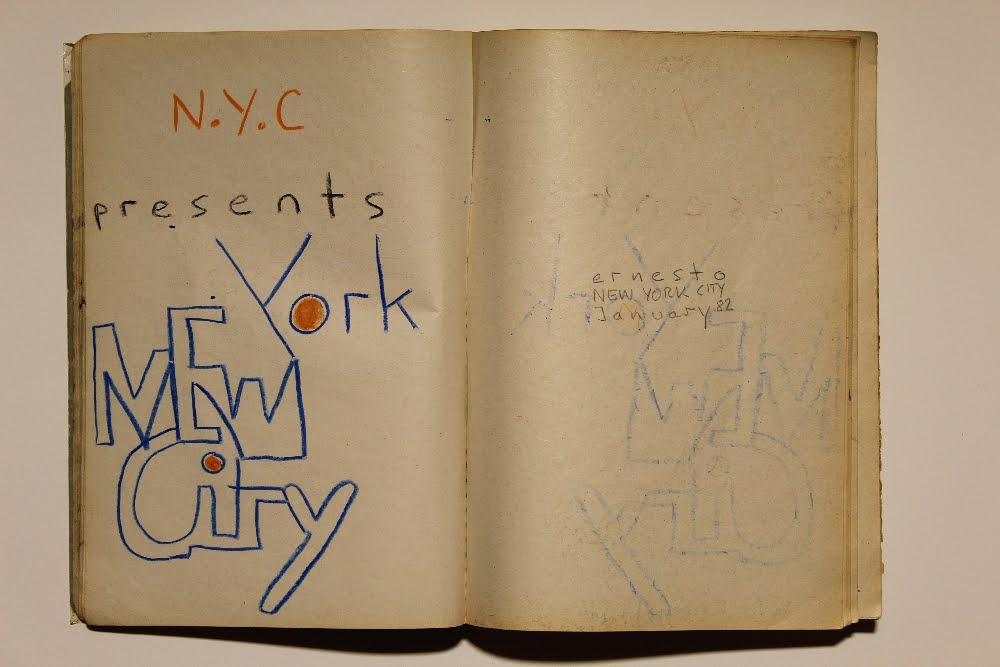 N.Y.C
presents
York
NEW
City
ernesto
NEW YORK CITY
January 82